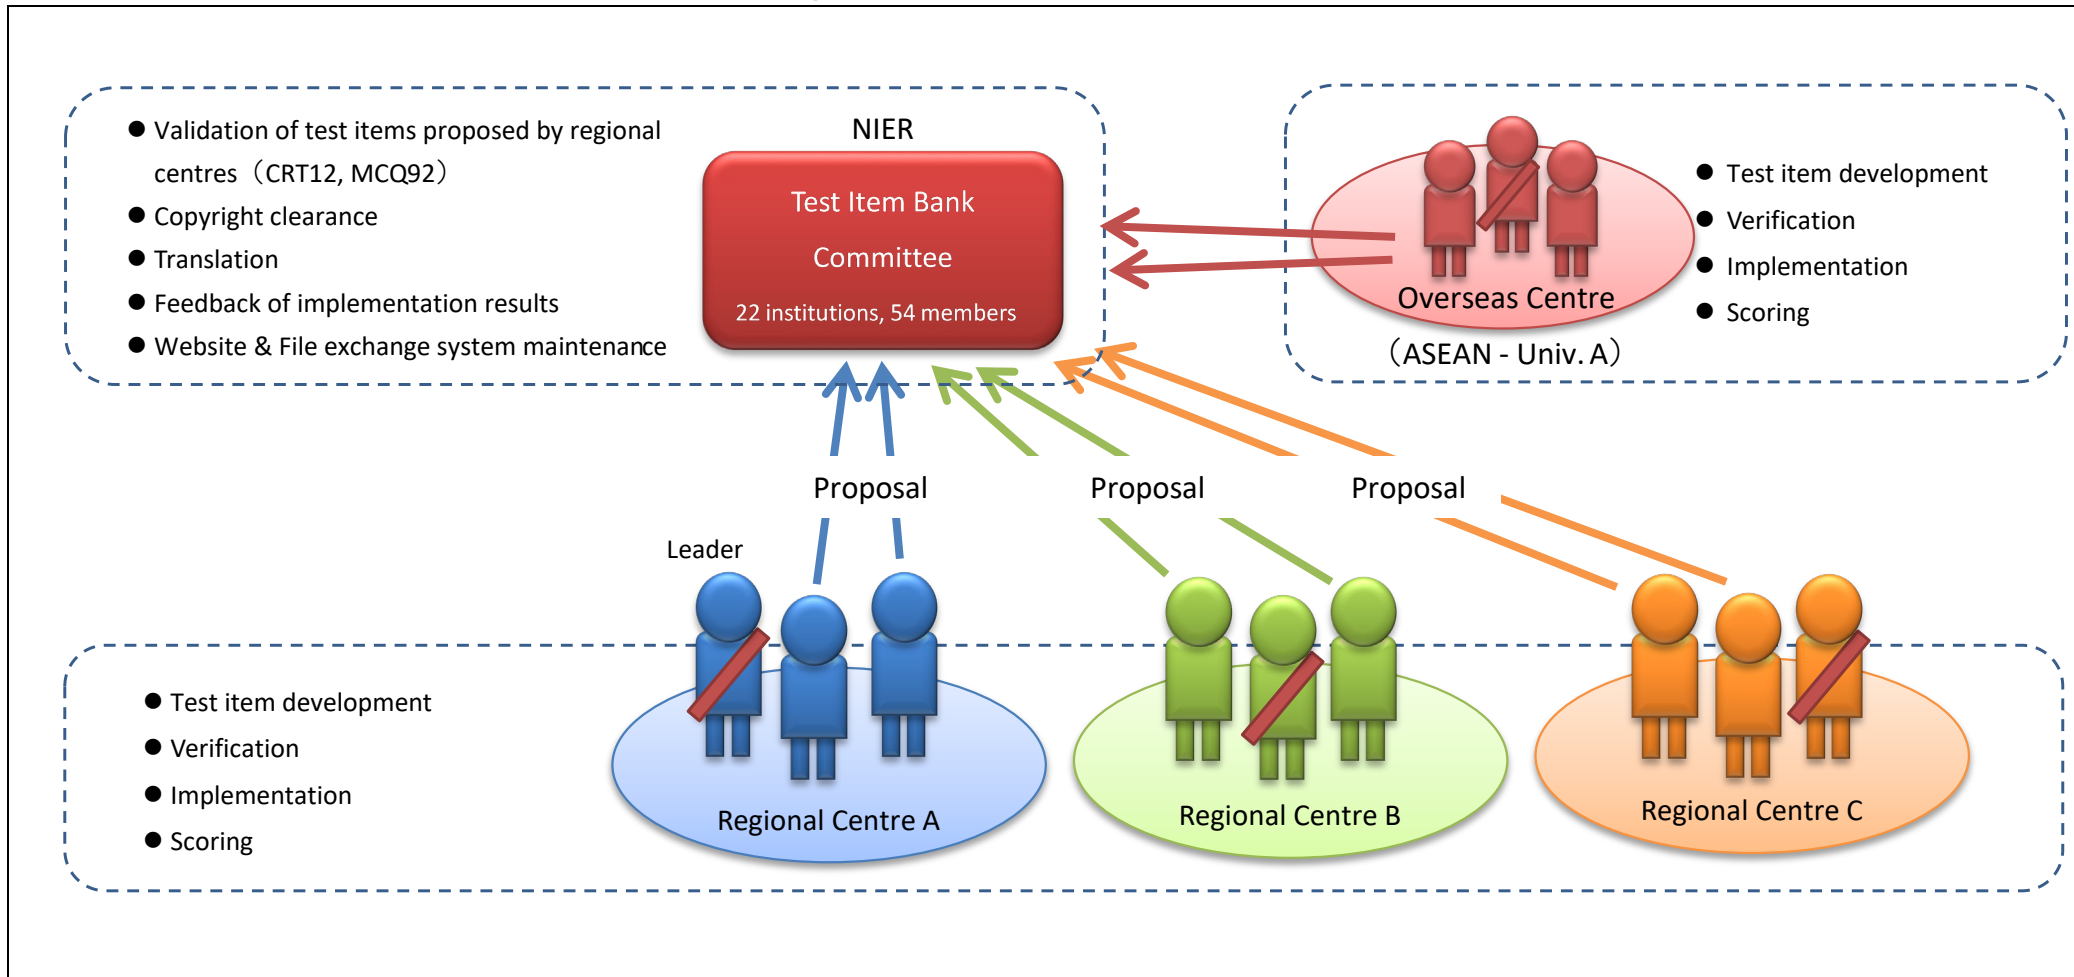 ● Validation of test items proposed by regional
centres（CRT12, MCQ92）
● Copyright clearance
● Translation
● Feedback of implementation results
● Website & File exchange system maintenance
NIER
Test Item Bank
Committee
22 institutions, 54 members
Overseas Centre
（ASEAN - Univ. A）
● Test item development
● Verification
● Implementation
● Scoring
Proposal
Proposal
Proposal
Leader
● Test item development
● Verification
● Implementation
● Scoring
Regional Centre A
Regional Centre B
Regional Centre C